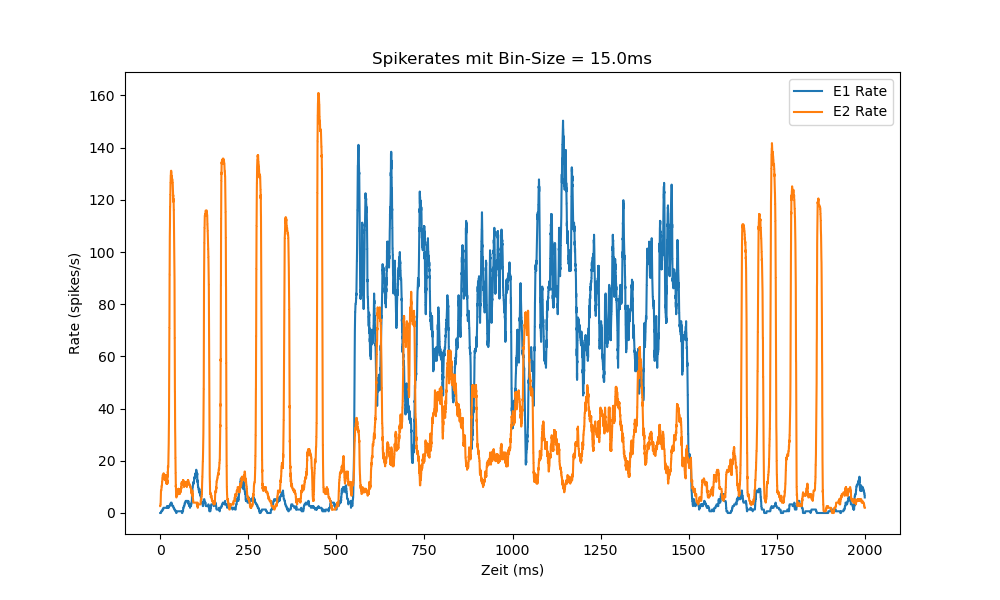 Spikerates mit Bin-Size = 15.0ms
E1 Rate
E2 Rate
160
140
120
100
80
60
40
20
0
Rate (spikes/s)
0 250 500 750 1000 1250 1500 1750 2000
Zeit (ms)